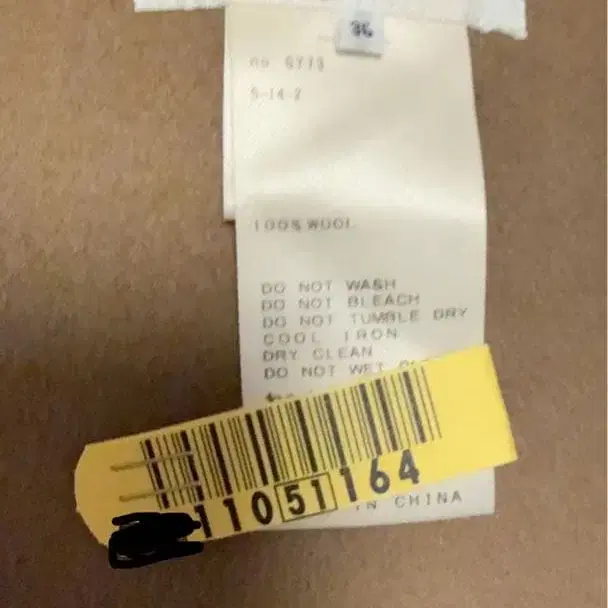 36
no 5773
5-14-2
100% WOOL
DO NOT WASH
DO NOT BLEACH
DO NOT TUMBLE DRY
COOL IRON
DRY CLEAN
DO NOT WET
11051164
IN CHINA